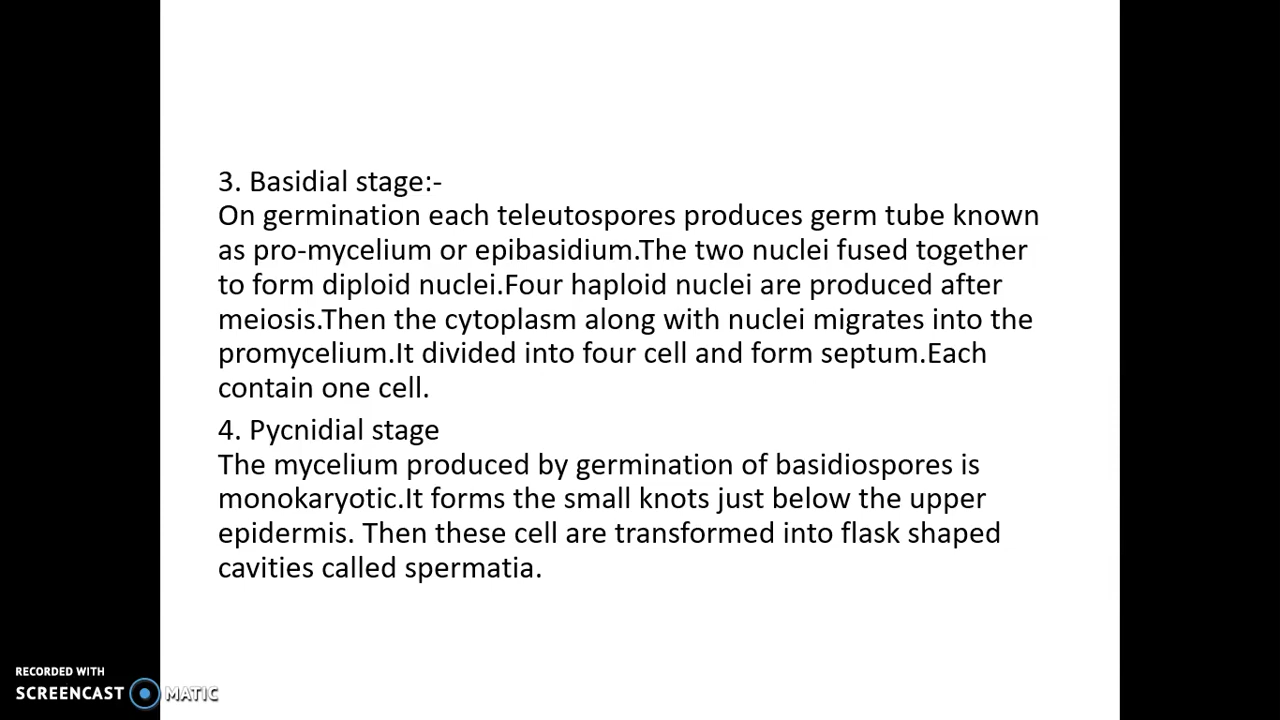 3. Basidial stage:-
On germination each teleutospores produces germ tube known
as pro-mycelium or epibasidium.The two nuclei fused together
to form diploid nuclei.Four haploid nuclei are produced after
meiosis.Then the cytoplasm along with nuclei migrates into the
promycelium.It divided into four cell and form septum.Each
contain one cell.
4. Pycnidial stage
The mycelium produced by germination of basidiospores is
monokaryotic.It forms the small knots just below the upper
epidermis. Then these cell are transformed into flask shaped
cavities called spermatia.
RECORDED WITH
SCREENCAST MATIC